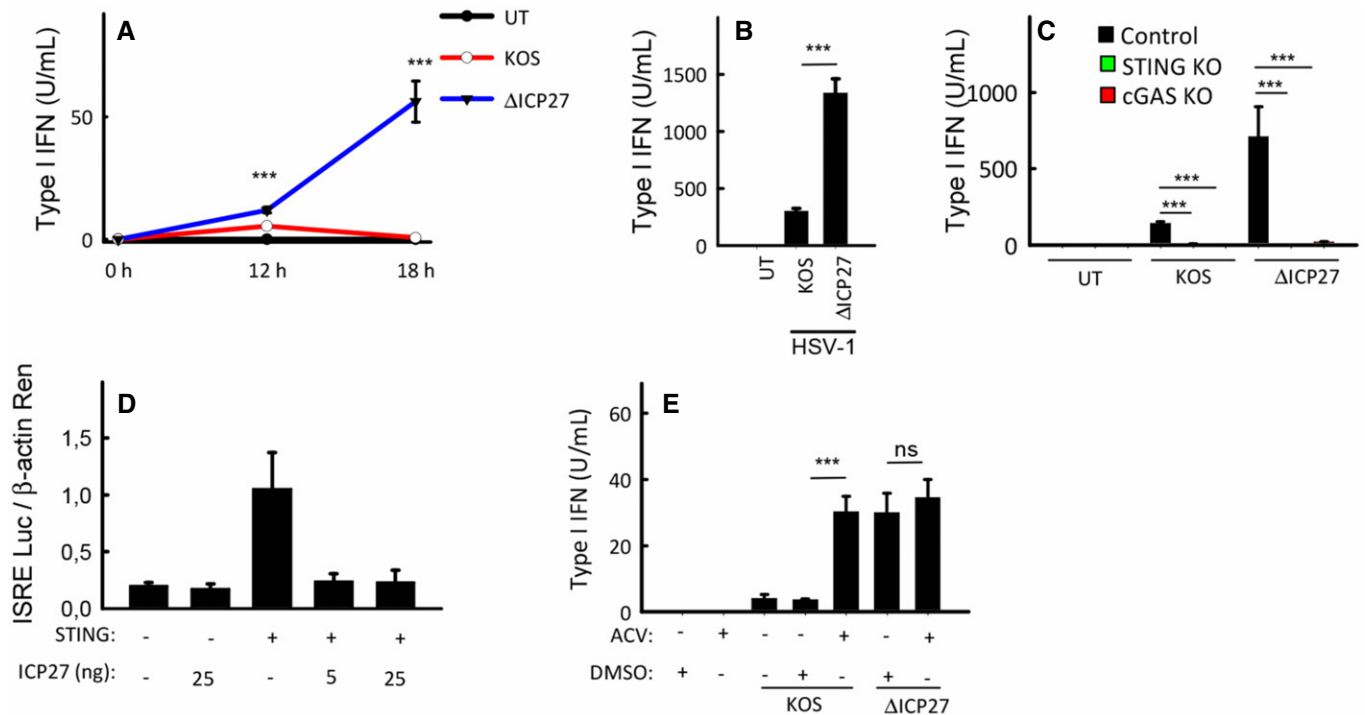 A
Type I IFN (U/mL)
50
0
0 h 12 h 18 h
***
***
UT
KOS
ΔICP27
B
Type I IFN (U/mL)
1500
1000
500
0
***
UT
KOS
ΔICP27
HSV-1
C
Type I IFN (U/mL)
1000
500
0
Control
STING KO
cGAS KO
***
***
***
***
UT KOS ΔICP27
D
ISRE Luc / β-actin Ren
1,5
1,0
0,5
0,0
STING: - - + + +
ICP27 (ng): - 25 - 5 25
E
Type I IFN (U/mL)
60
40
20
0
***
ns
ACV: - + - - + - +
DMSO: + - - + - + -
KOS ΔICP27